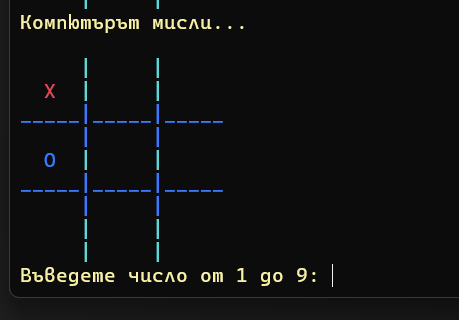 Компютърът мисли...
X
O
Въведете число от 1 до 9: